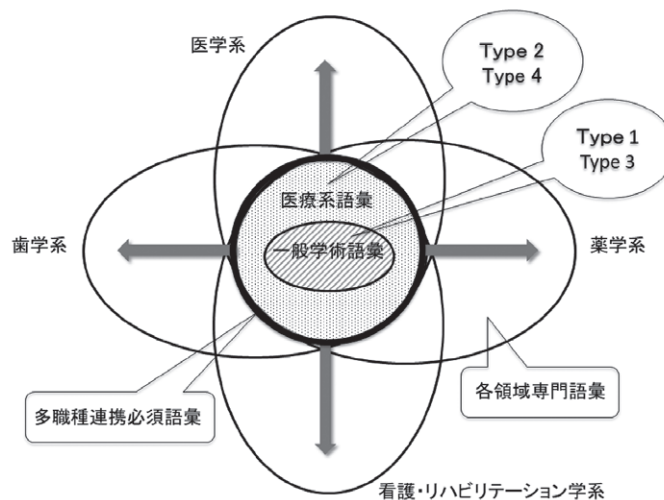 医学系
Type 2
Type 4
Type 1
Type 3
医療系語彙
一般学術語彙
歯学系
薬学系
多職種連携必須語彙
各領域専門語彙
看護・リハビリテーション学系